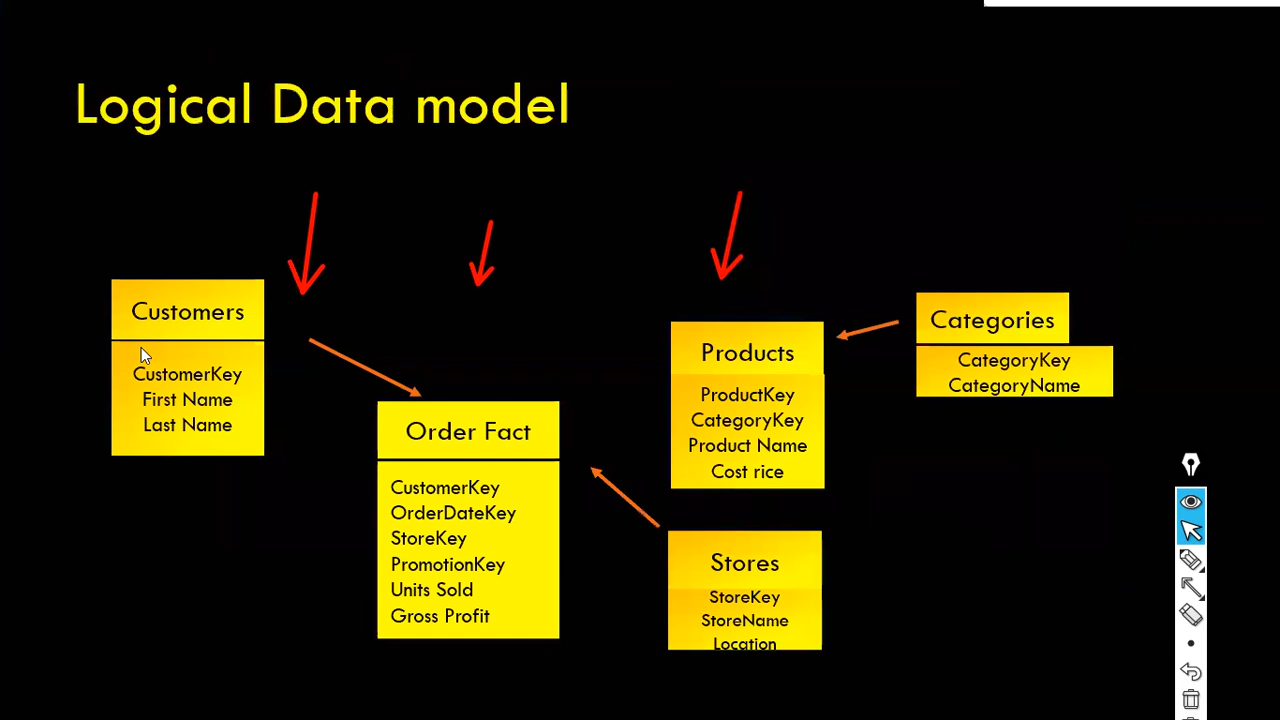 Logical Data model
Customers
CustomerKey
First Name
Last Name
Order Fact
CustomerKey
OrderDateKey
StoreKey
PromotionKey
Units Sold
Gross Profit
Products
ProductKey
CategoryKey
Product Name
Cost rice
Stores
StoreKey
StoreName
Location
Categories
CategoryKey
CategoryName